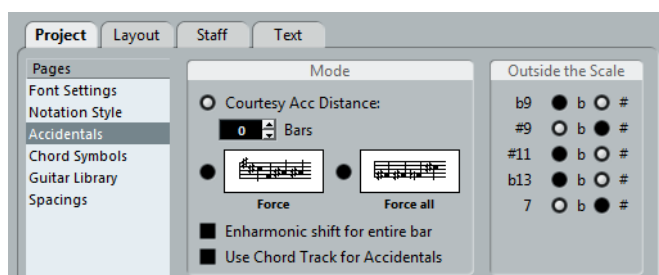 Project Layout Staff Text
Pages
Font Settings
Notation Style
Accidentals
Chord Symbols
Guitar Library
Spacings
Mode
Courtesy Acc Distance:
0 Bars
Force Force all
Enharmonic shift for entire bar
Use Chord Track for Accidentals
Outside the Scale
b9 b #
#9 b #
#11 b #
b13 b #
7 b #